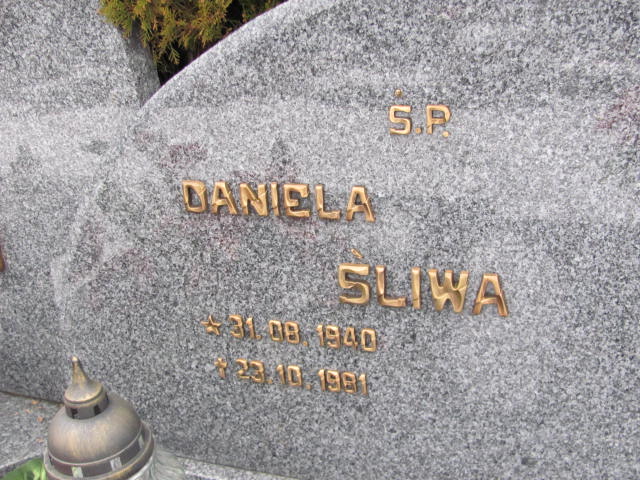 Ś.P.
DANIELA
ŚLIWA
★ 31.08.1940
✝ 23.10.1981